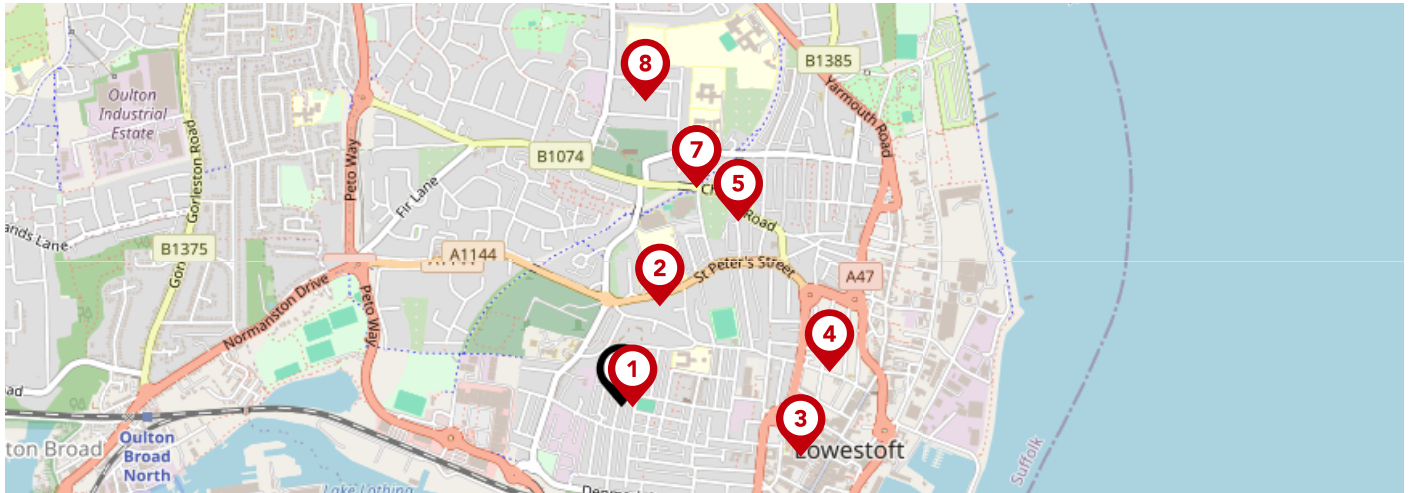 8
B1385
Oulton
Industrial
Estate
Yarmouth Road
Gorleston Road
Peto Way
B1074
7
5
Road
Fir Lane
ands Lane
B1375
A1144
2
St Peter's Street
A47
Normanston Drive
Peto Way
4
1
3
Lowestoft
ton Broad
Oulton
Broad
North
Lake Lothing
Suffolk